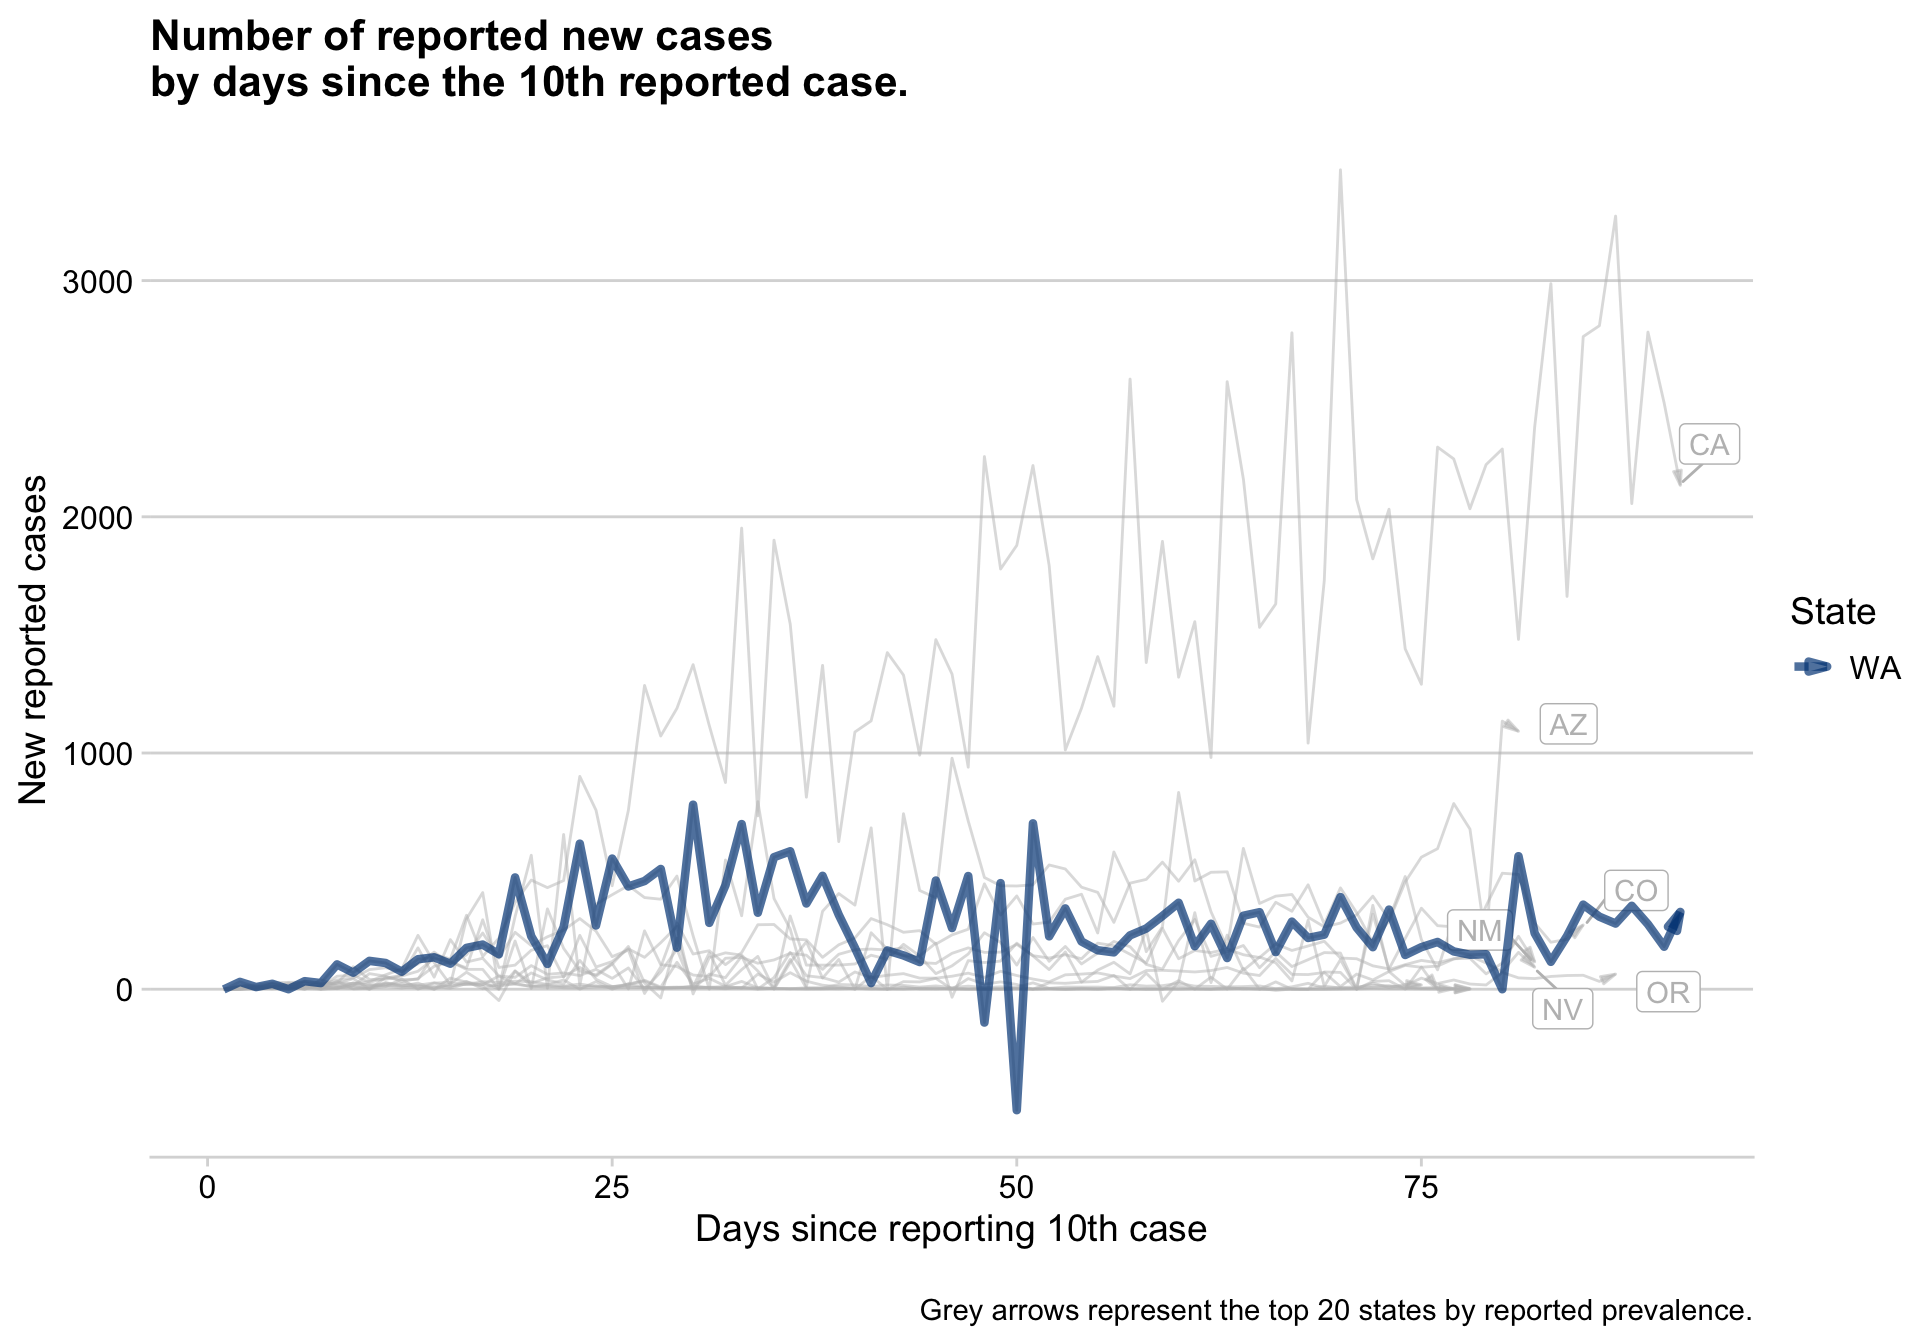 Number of reported new cases
by days since the 10th reported case.
New reported cases
3000
2000
1000
0
CA
AZ
CO
NM
NV
OR
State
WA
0
25
50
75
Days since reporting 10th case
Grey arrows represent the top 20 states by reported prevalence.